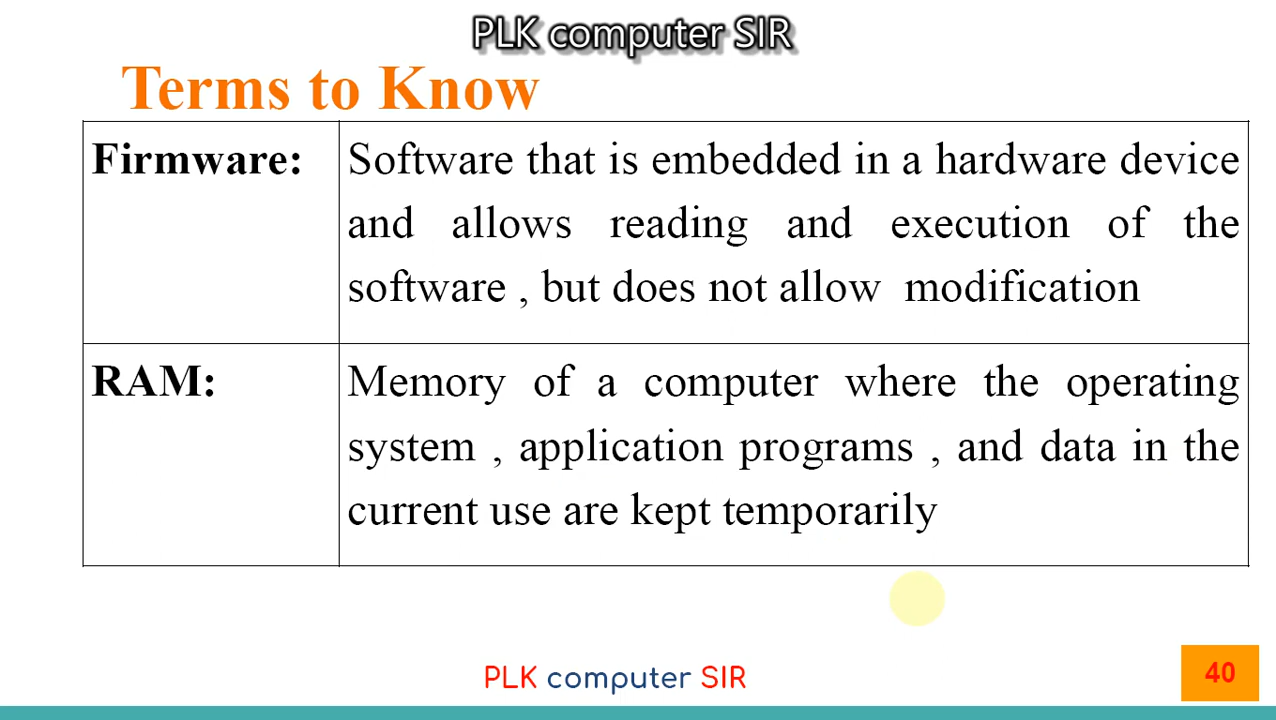 PLK computer SIR
Terms to Know
Firmware:
Software that is embedded in a hardware device
and allows reading and execution of the
software , but does not allow modification
RAM:
Memory of a computer where the operating
system , application programs , and data in the
current use are kept temporarily
PLK computer SIR
40